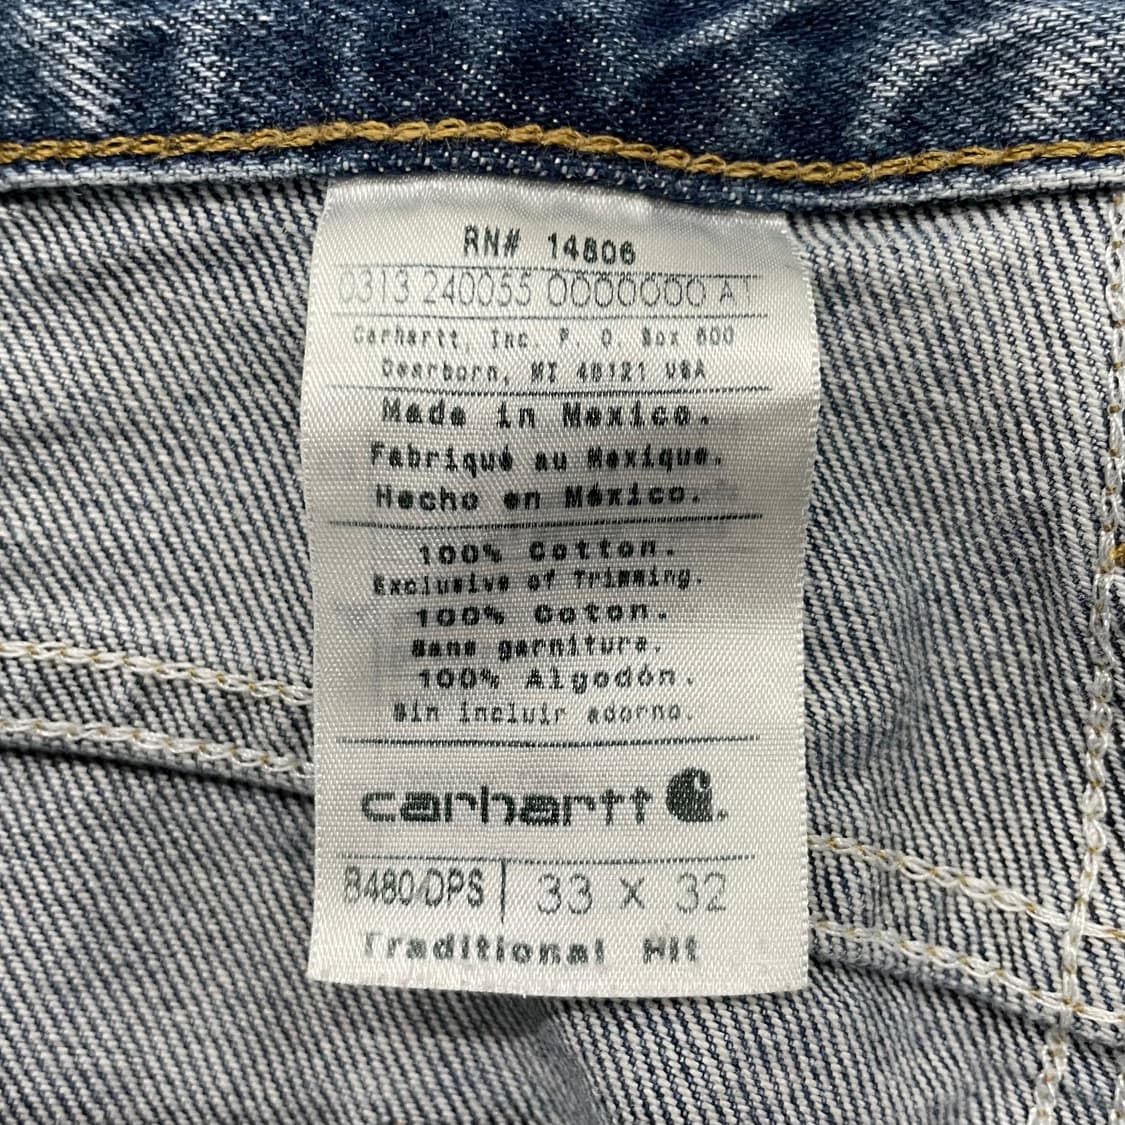 RN# 14806
0313 240055 0000000 A1
Carhartt, Inc. P. O. Box 600
Dearborn, MI 48121 USA
Made in Mexico.
Fabriqué au Mexique.
Hecho en México.
100% Cotton.
Exclusive of Trimming.
100% Coton.
Sans garniture.
100% Algodón.
Sin incluir adorno.
carhartt
B480/DPS 33 x 32
Traditional